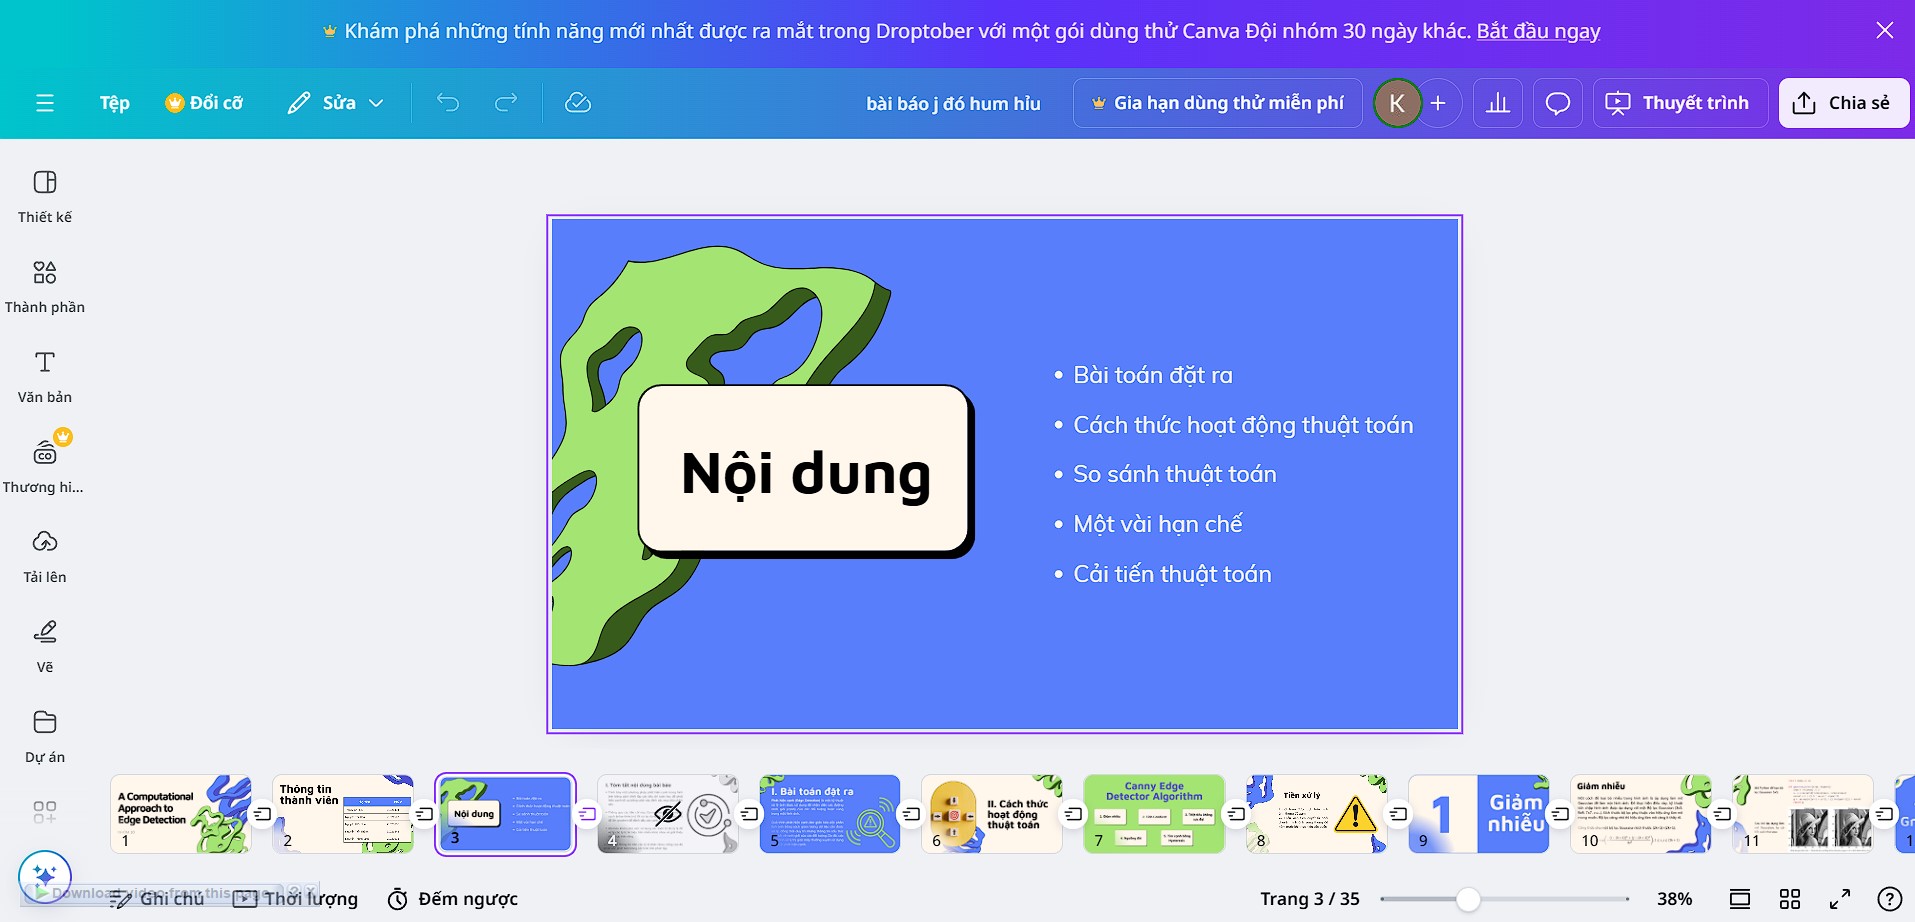 Khám phá những tính năng mới nhất được ra mắt trong Droptober với một gói dùng thử Canva Đội nhóm 30 ngày khác. Bắt đầu ngay
Tệp
Đổi cỡ
Sửa
bài báo j đó hum hỉu
Gia hạn dùng thử miễn phí
K
Thuyết trình
Chia sẻ
Thiết kế
Thành phần
Văn bản
Thương hi...
Tải lên
Vẽ
Dự án
Nội dung
• Bài toán đặt ra
• Cách thức hoạt động thuật toán
• So sánh thuật toán
• Một vài hạn chế
• Cải tiến thuật toán
A Computational
Approach to
Edge Detection
1
Thông tin
thành viên
2
Nội dung
3
I. Tóm tắt nội dung bài báo
4
I. Bài toán đặt ra
5
II. Cách thức
hoạt động
thuật toán
6
Canny Edge
Detector Algorithm
7
Tiền xử lý
8
1
Giảm
nhiễu
9
Giảm nhiễu
10
11
Download video from this page
Ghi chú
Thời lượng
Đếm ngược
Trang 3 / 35
38%